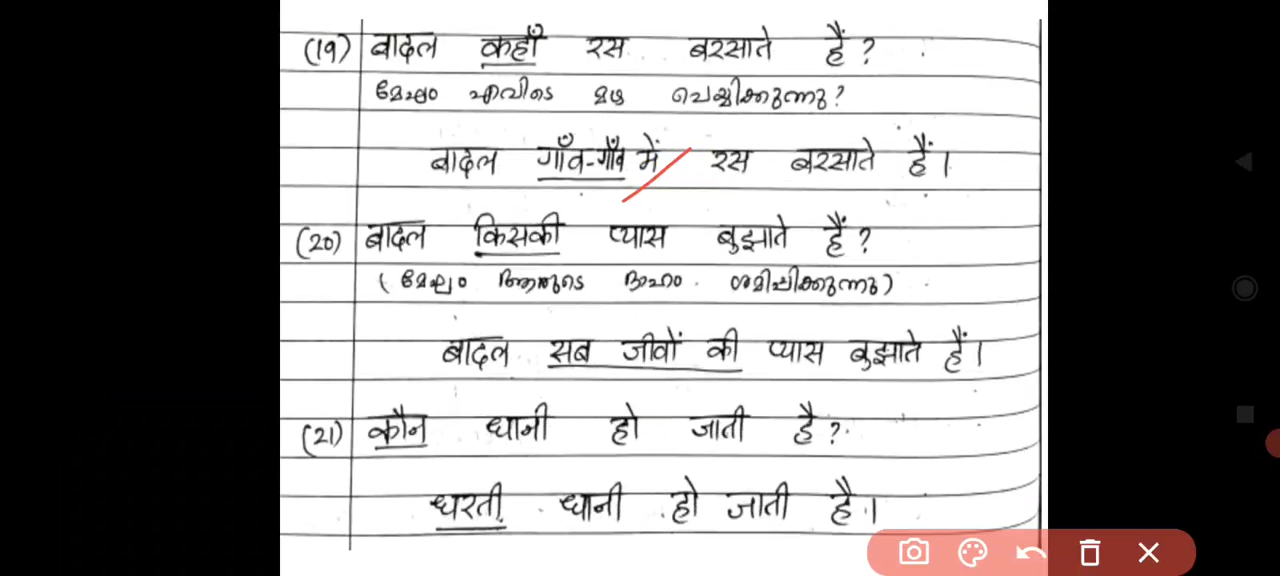 (19) बादल कहाँ रस बरसाते हैं?
മേഘം എവിടെ മഴ പെയ്യിക്കുന്നു?
बादल गाँव-गाँव में रस बरसाते हैं।
(20) बादल किसकी प्यास बुझाते हैं?
(മേഘം ആരുടെ ദാഹം ശമിപ്പിക്കുന്നു)
बादल सब जीवों की प्यास बुझाते हैं।
(21) कौन धानी हो जाती है?
धरती धानी हो जाती है।